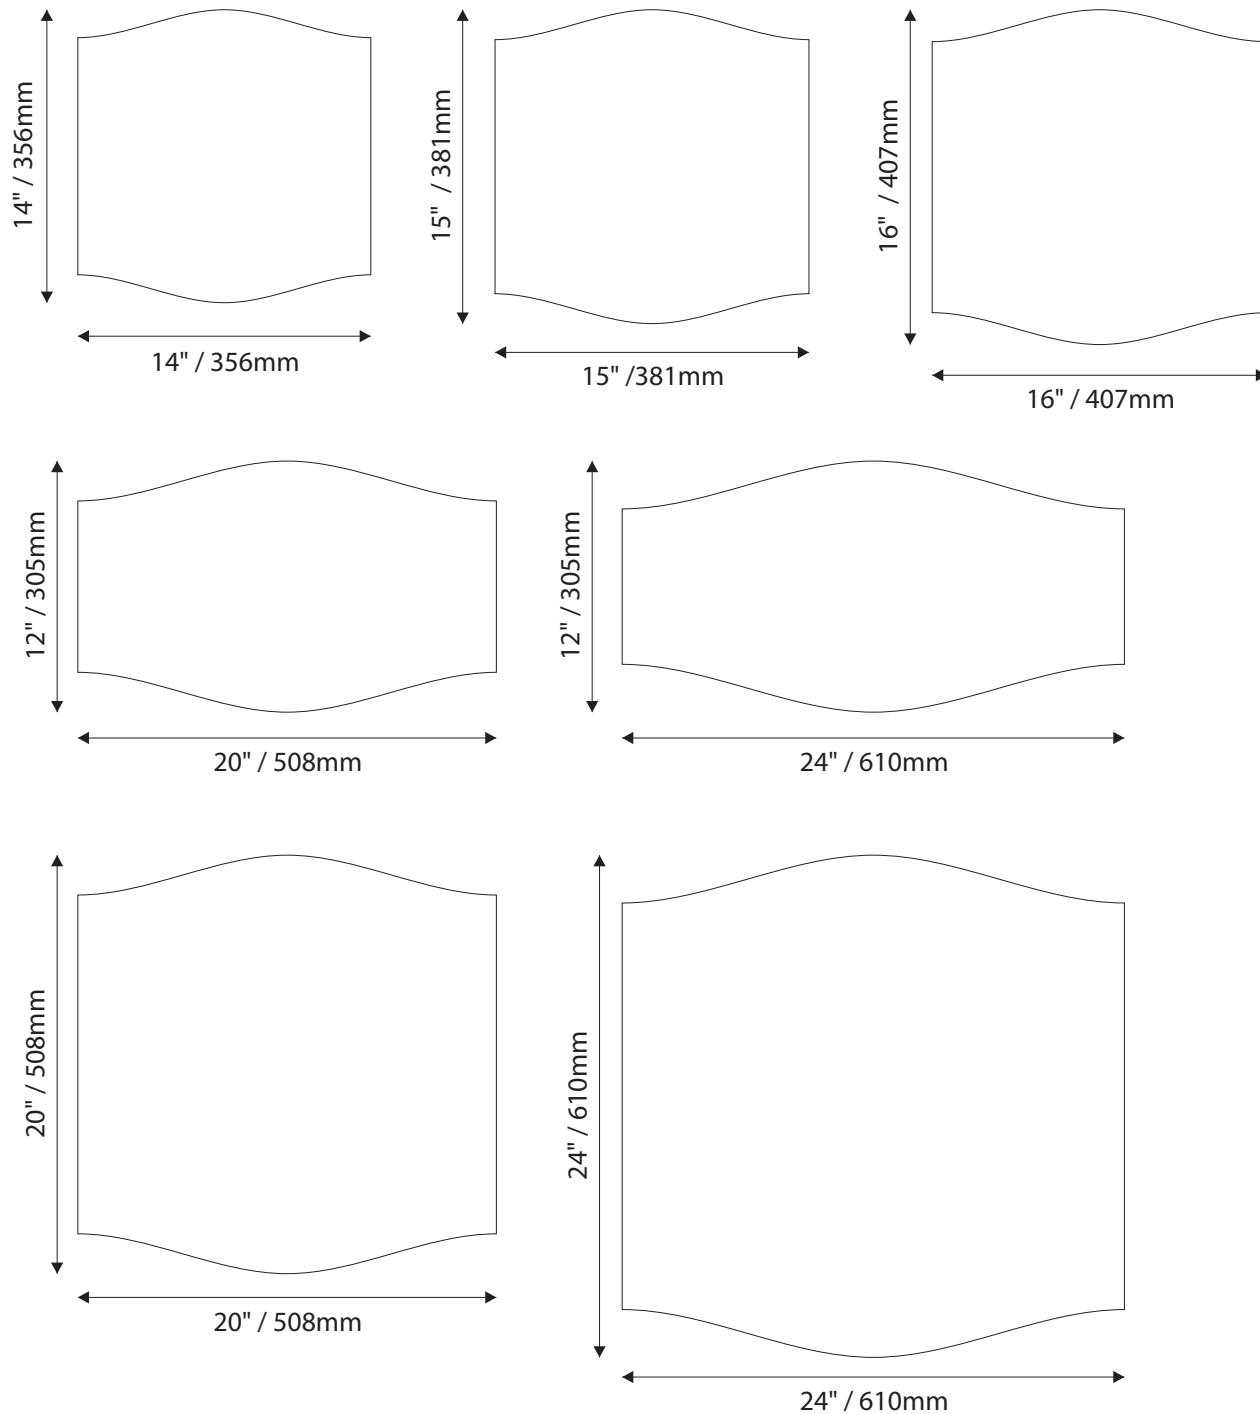 14" / 356mm
14" / 356mm
15"  / 381mm
15" /381mm
16"  / 407mm
16" / 407mm
12" / 305mm
20" / 508mm
12" / 305mm
24" / 610mm
20" / 508mm
20" / 508mm
24" / 610mm
24" / 610mm